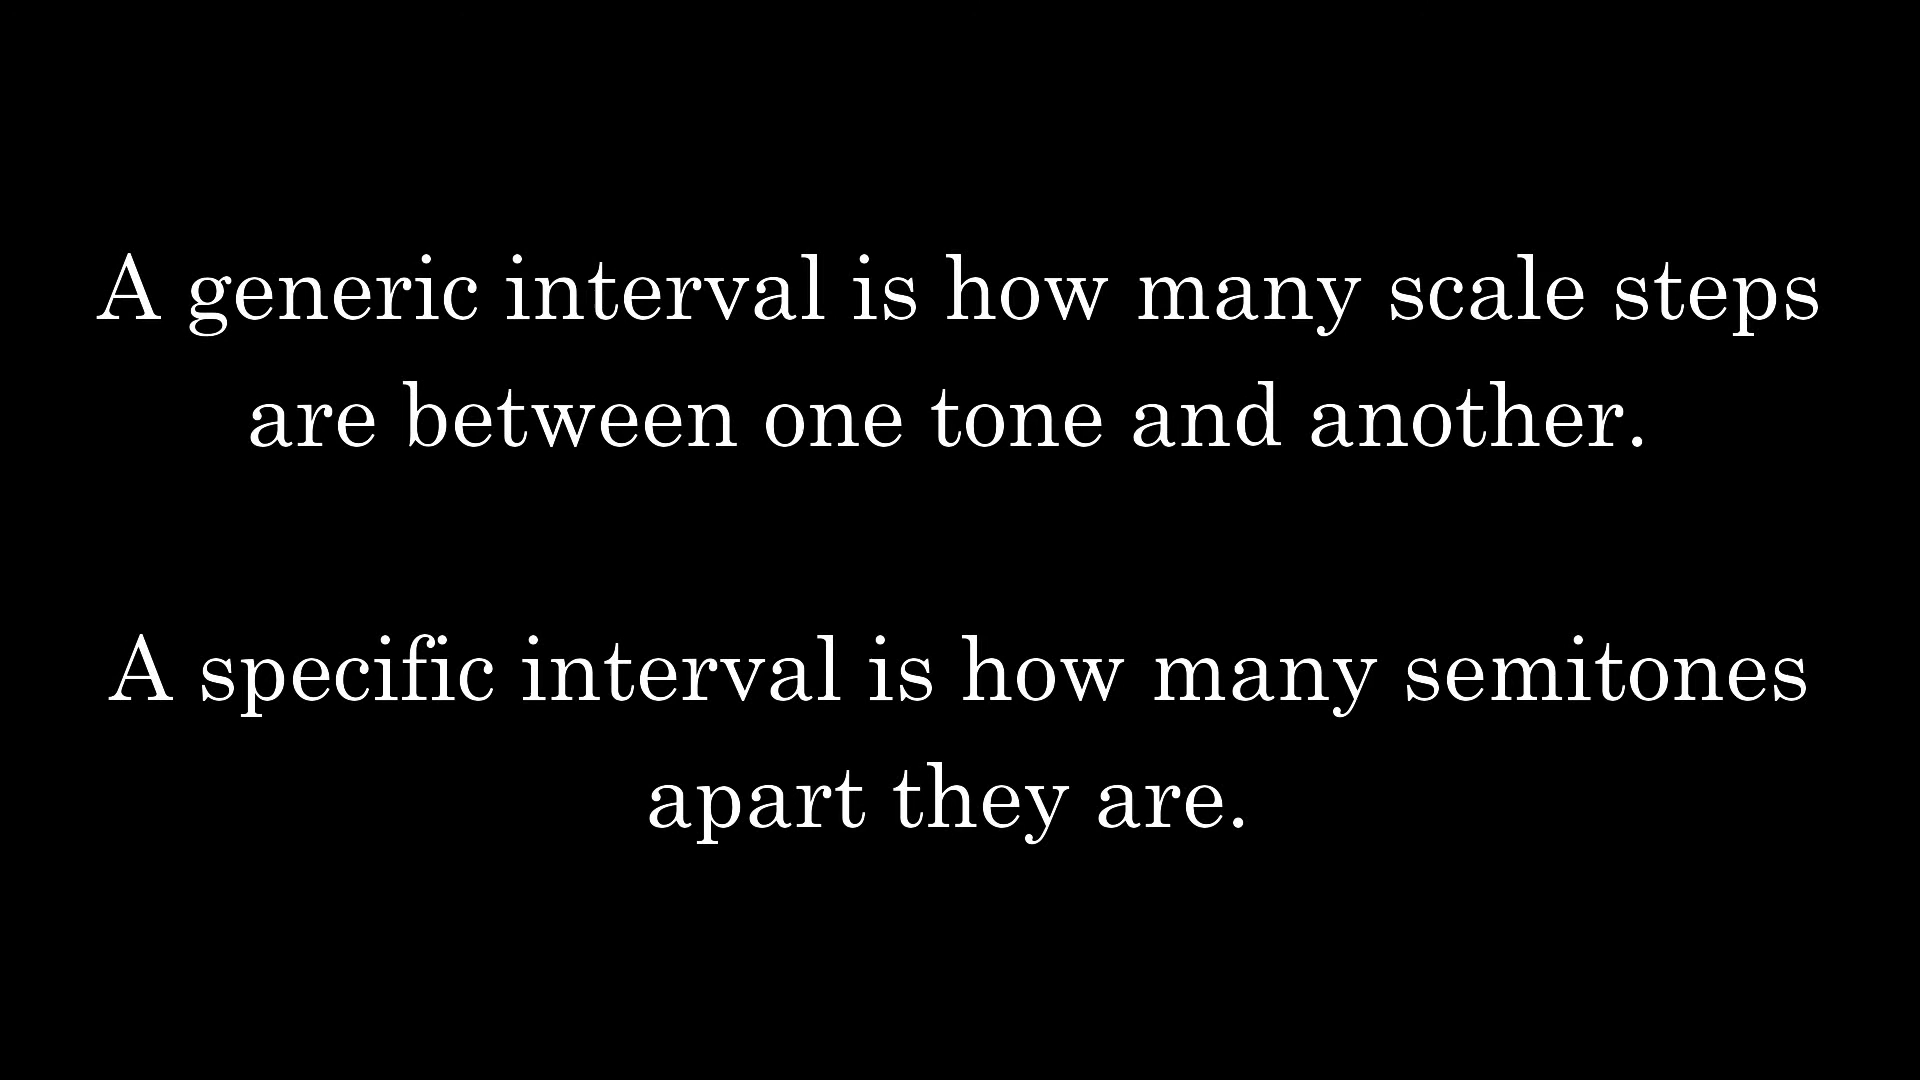 A generic interval is how many scale steps
are between one tone and another.
A specific interval is how many semitones
apart they are.